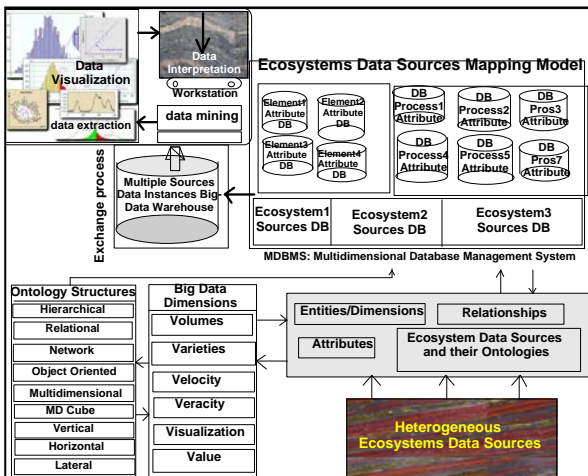 Data
Visualization
data extraction
Data
Interpretation
Workstation
data mining
Exchange process
Multiple Sources
Data Instances Big-
Data Warehouse
Ecosystems Data Sources Mapping Model
Element1
Attribute
DB
Element2
Attribute
DB
Element3
Attribute
DB
Element4
Attribute
DB
DB
Process1
Attribute
DB
Process2
Attribute
DB
Pros3
Attribute
DB
Process4
Attribute
DB
Process5
Attribute
DB
Pros7
Attribute
Ecosystem1
Sources DB
Ecosystem2
Sources DB
Ecosystem3
Sources DB
MDBMS: Multidimensional Database Management System
Ontology Structures
Hierarchical
Relational
Network
Object Oriented
Multidimensional
MD Cube
Vertical
Horizontal
Lateral
Big Data
Dimensions
Volumes
Varieties
Velocity
Veracity
Visualization
Value
Entities/Dimensions
Relationships
Attributes
Ecosystem Data Sources
and their Ontologies
Heterogeneous
Ecosystems Data Sources